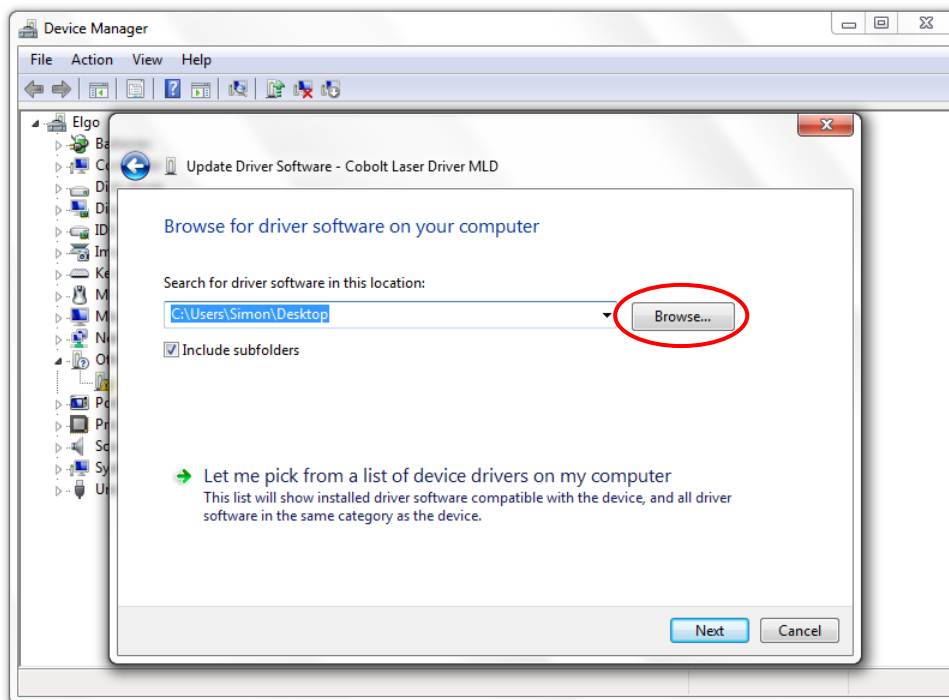 Device Manager
File Action View Help
Elgo
Update Driver Software - Cobolt Laser Driver MLD
Browse for driver software on your computer
Search for driver software in this location:
C:\Users\Simon\Desktop
Browse...
Include subfolders
Let me pick from a list of device drivers on my computer
This list will show installed driver software compatible with the device, and all driver
software in the same category as the device.
Next Cancel